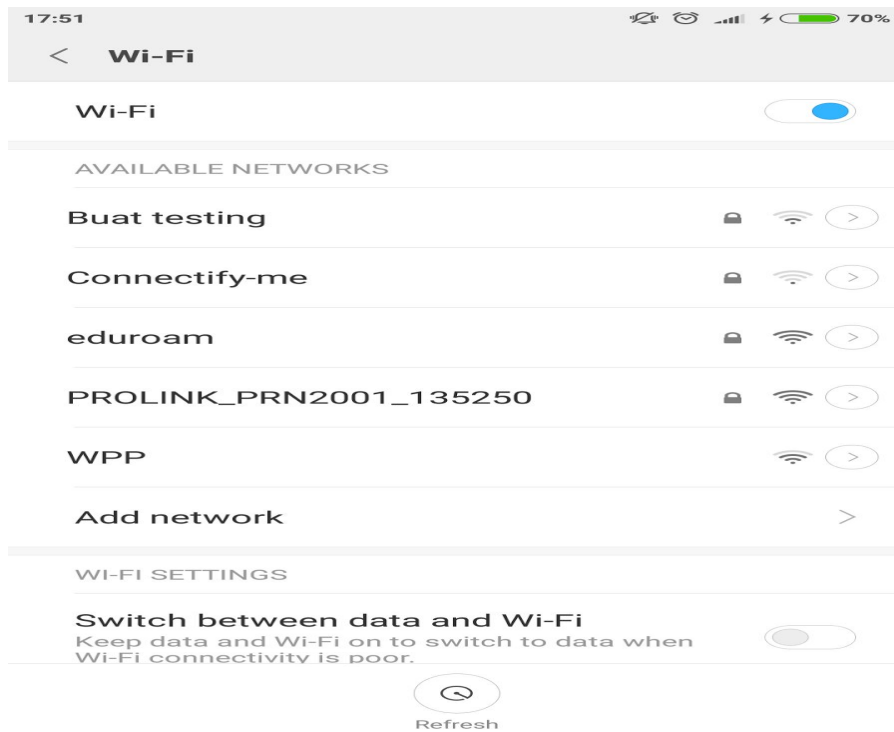 17:51 70%
< Wi-Fi
Wi-Fi
AVAILABLE NETWORKS
Buat testing
Connectify-me
eduroam
PROLINK_PRN2001_135250
WPP
Add network
WI-FI SETTINGS
Switch between data and Wi-Fi
Keep data and Wi-Fi on to switch to data when
Wi-Fi connectivity is poor.
Refresh